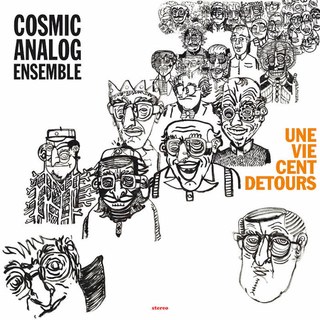 COSMIC
ANALOG
ENSEMBLE
UNE
VIE
CENT
DETOURS
stereo